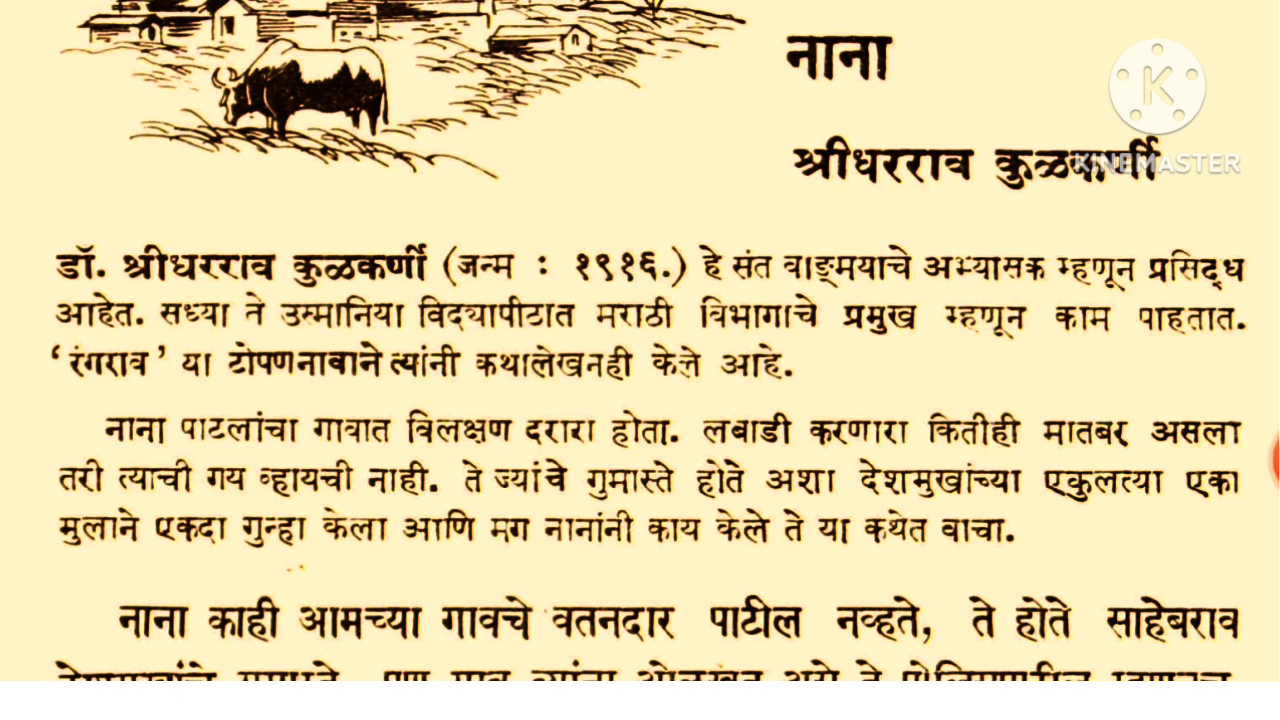 नाना
K
KINEMASTER
श्रीधरराव कुळकर्णी
डॉ. श्रीधरराव कुळकर्णी (जन्म : १९१६.) हे संत वाङ्मयाचे अभ्यासक म्हणून प्रसिद्ध
आहेत. सध्या ते उस्मानिया विद्यापीठात मराठी विभागाचे प्रमुख म्हणून काम पाहतात.
‘रंगराव’ या टोपणनावाने त्यांनी कथालेखनही केले आहे.
नाना पाटलांचा गावात विलक्षण दरारा होता. लबाडी करणारा कितीही मातबर असला
तरी त्याची गय व्हायची नाही. ते ज्यांचे गुमास्ते होते अशा देशमुखांच्या एकुलत्या एका
मुलाने एकदा गुन्हा केला आणि मग नानांनी काय केले ते या कथेत वाचा.
नाना काही आमच्या गावचे वतनदार पाटील नव्हते, ते होते साहेबराव